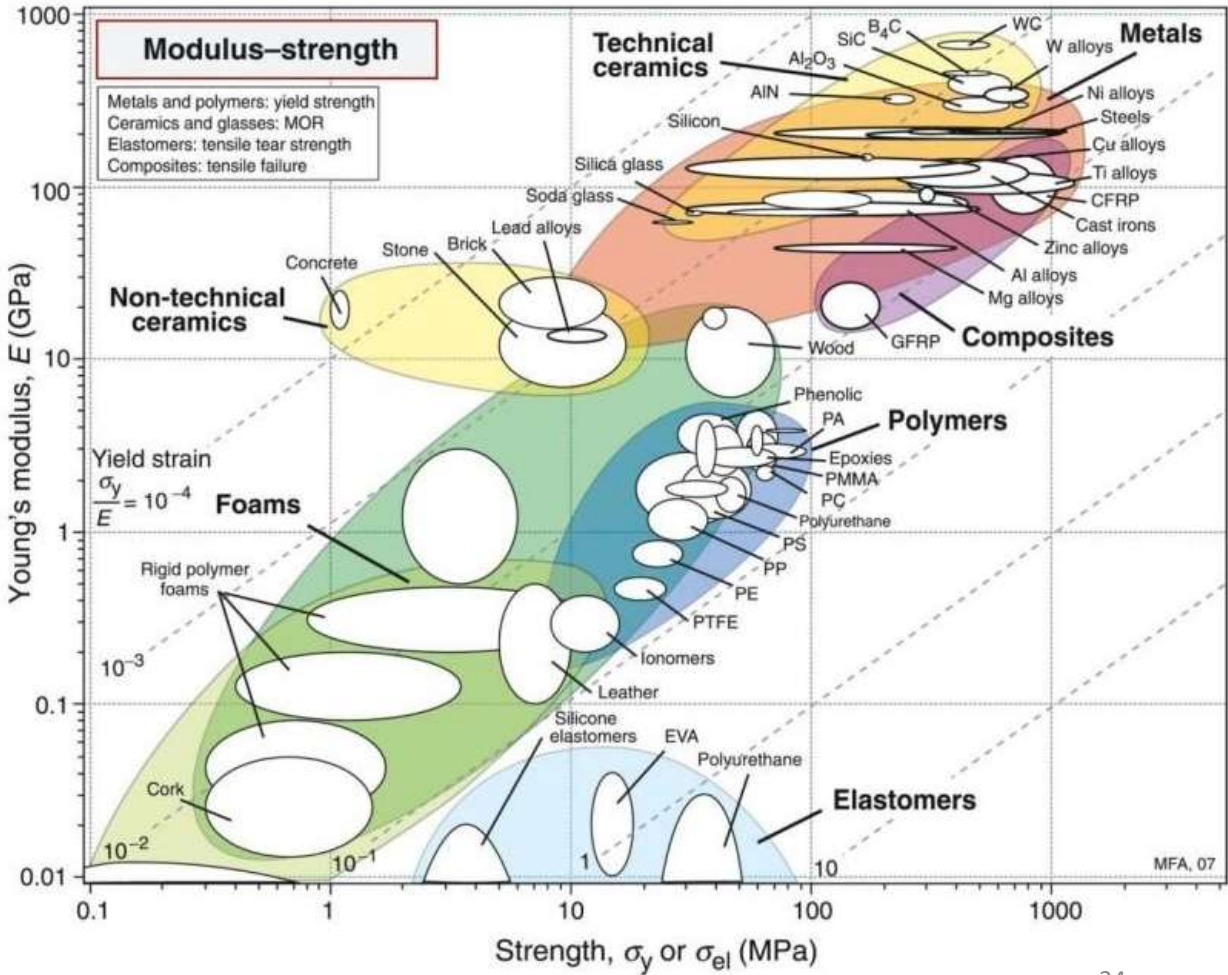 1000
100
10
1
0.1
0.01
Young's modulus, E (GPa)
Modulus–strength
Metals and polymers: yield strength
Ceramics and glasses: MOR
Elastomers: tensile tear strength
Composites: tensile failure
Technical
ceramics
Al₂O₃
SiC
B₄C
WC
W alloys
Metals
AlN
Ni alloys
Silicon
Steels
Cu alloys
Silica glass
Ti alloys
Soda glass
CFRP
Lead alloys
Cast irons
Stone
Brick
Zinc alloys
Concrete
Al alloys
Mg alloys
Non-technical
ceramics
Composites
GFRP
Wood
Phenolic
PA
Polymers
Epoxies
PMMA
PC
Polyurethane
PS
PP
PE
PTFE
Ionomers
Leather
Yield strain
σy
E = 10⁻⁴
Foams
Rigid polymer
foams
10⁻³
Silicone
elastomers
EVA
Polyurethane
Cork
Elastomers
10⁻²
10⁻¹
1
10
MFA, 07
0.1
1
10
100
1000
Strength, σy or σel (MPa)